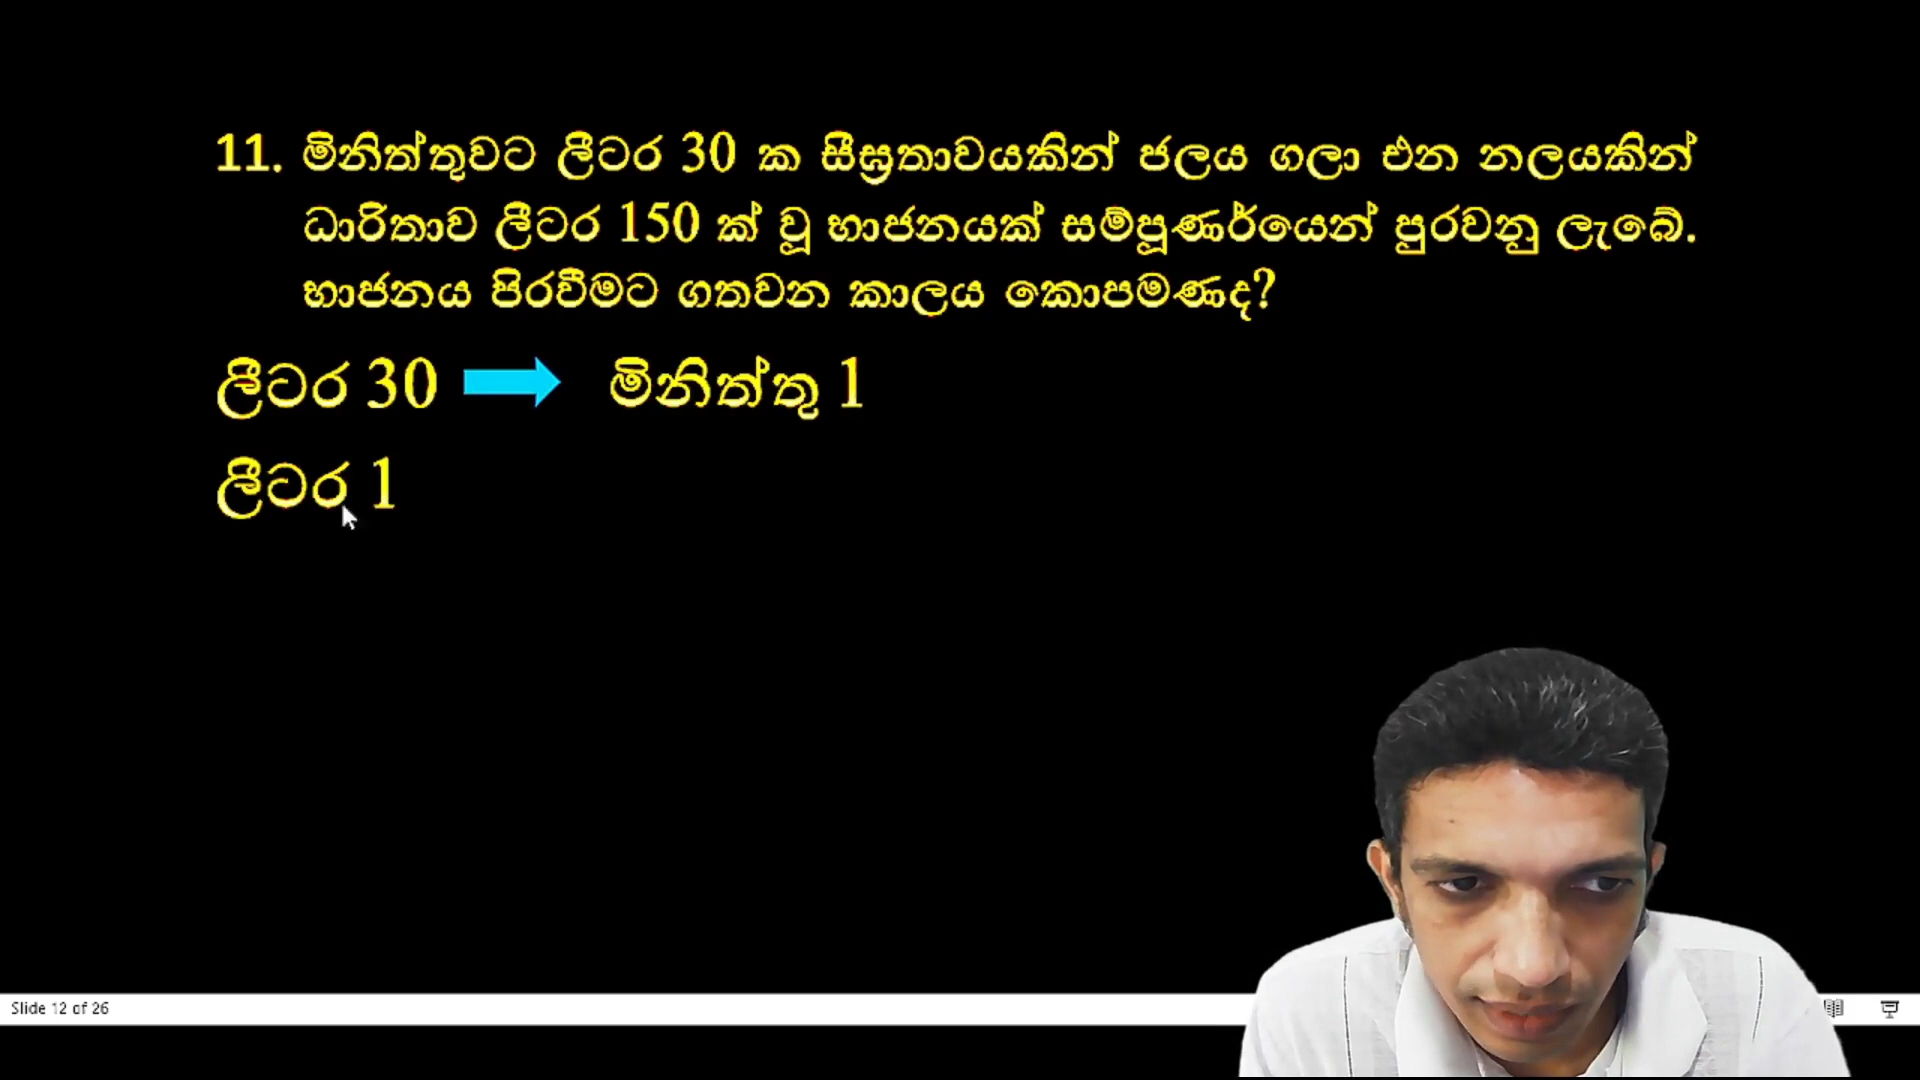 11. මිනිත්තුවට ලීටර 30 ක සීඝ්‍රතාවයකින් ජලය ගලා එන නලයකින්
ධාරිතාව ලීටර 150 ක් වූ භාජනයක් සම්පූණර්යෙන් පුරවනු ලැබේ.
භාජනය පිරවීමට ගතවන කාලය කොපමණද?
ලීටර 30 මිනිත්තු 1
ලීටර 1
Slide 12 of 26